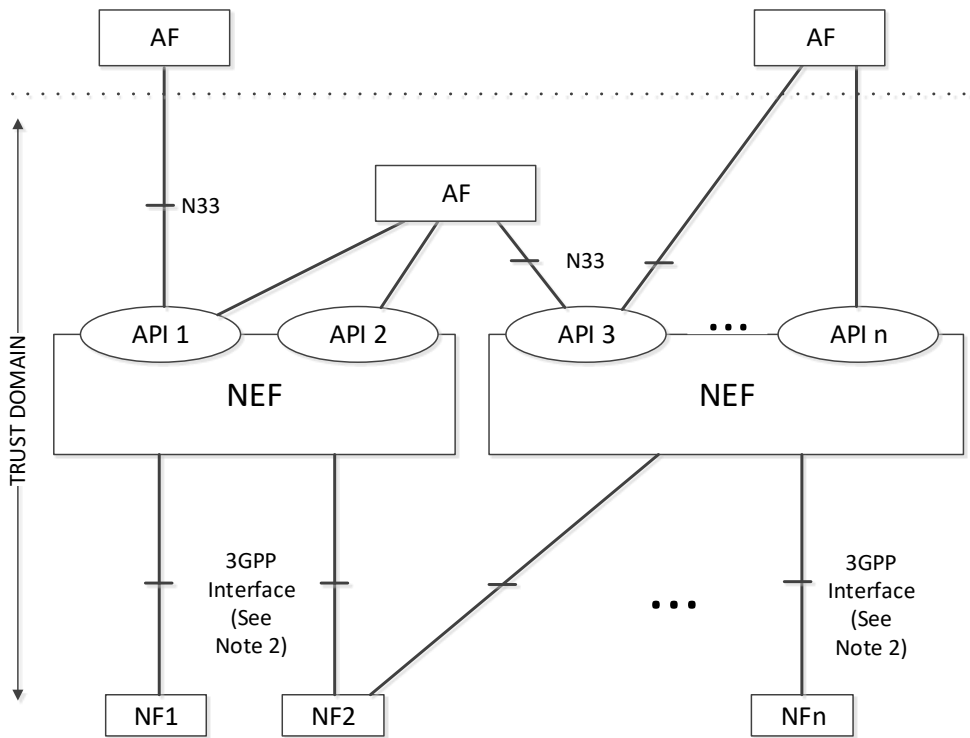 AF
AF
AF
N33
N33
API 1
API 2
API 3
API n
NEF
NEF
TRUST DOMAIN
3GPP
Interface
(See
Note 2)
3GPP
Interface
(See
Note 2)
NF1
NF2
NFn